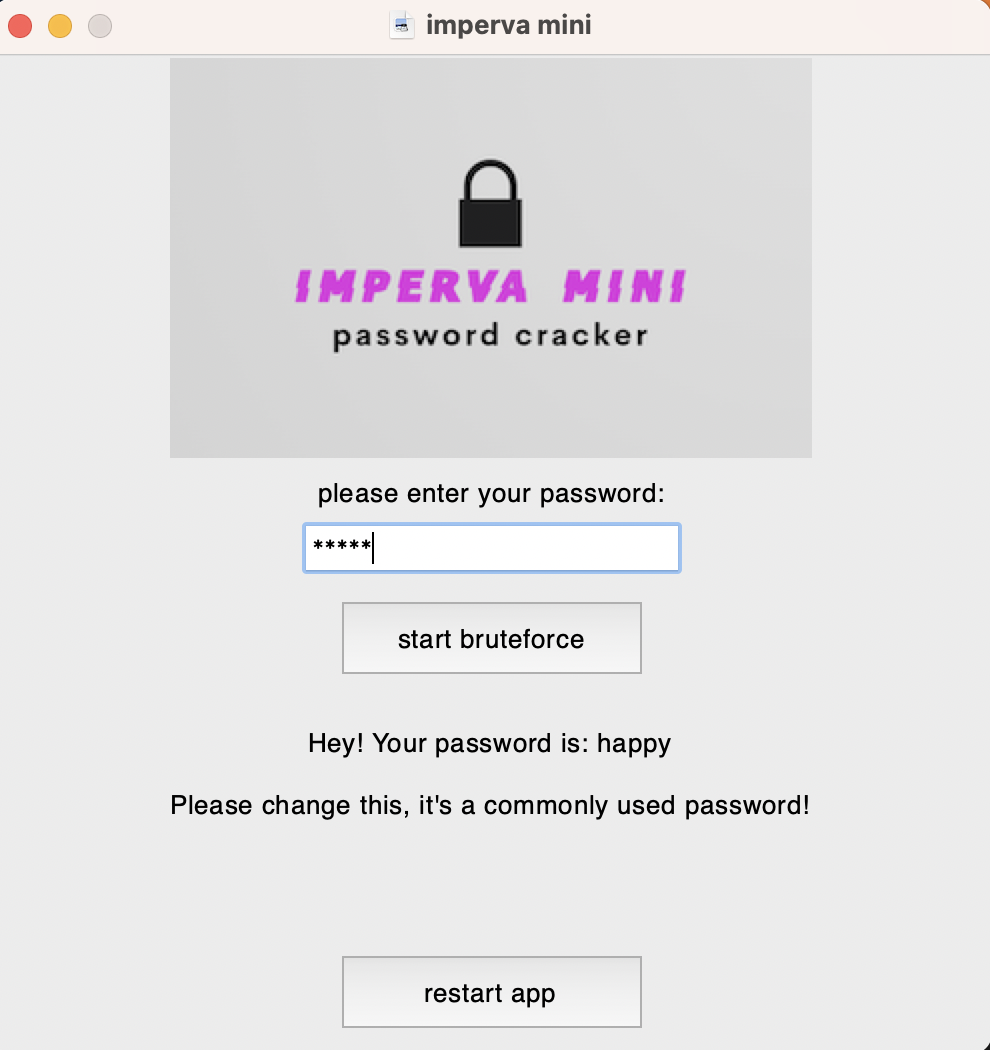 imperva mini
IMPERVA MINI
password cracker
please enter your password:
*****
start bruteforce
Hey! Your password is: happy
Please change this, it's a commonly used password!
restart app